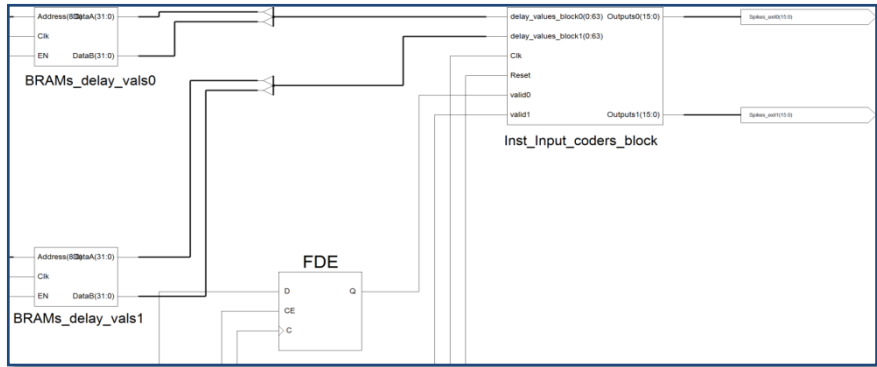 Address(8:0) DataA(31:0)
Clk
EN DataB(31:0)
BRAMs_delay_vals0
delay_values_block0(0:63) Outputs0(15:0)
delay_values_block1(0:63)
Clk
Reset
valid0
valid1 Outputs1(15:0)
Inst_Input_coders_block
Spikes_ext0(15:0)
Spikes_ext1(15:0)
Address(8:0) DataA(31:0)
Clk
EN DataB(31:0)
BRAMs_delay_vals1
FDE
D Q
CE
C